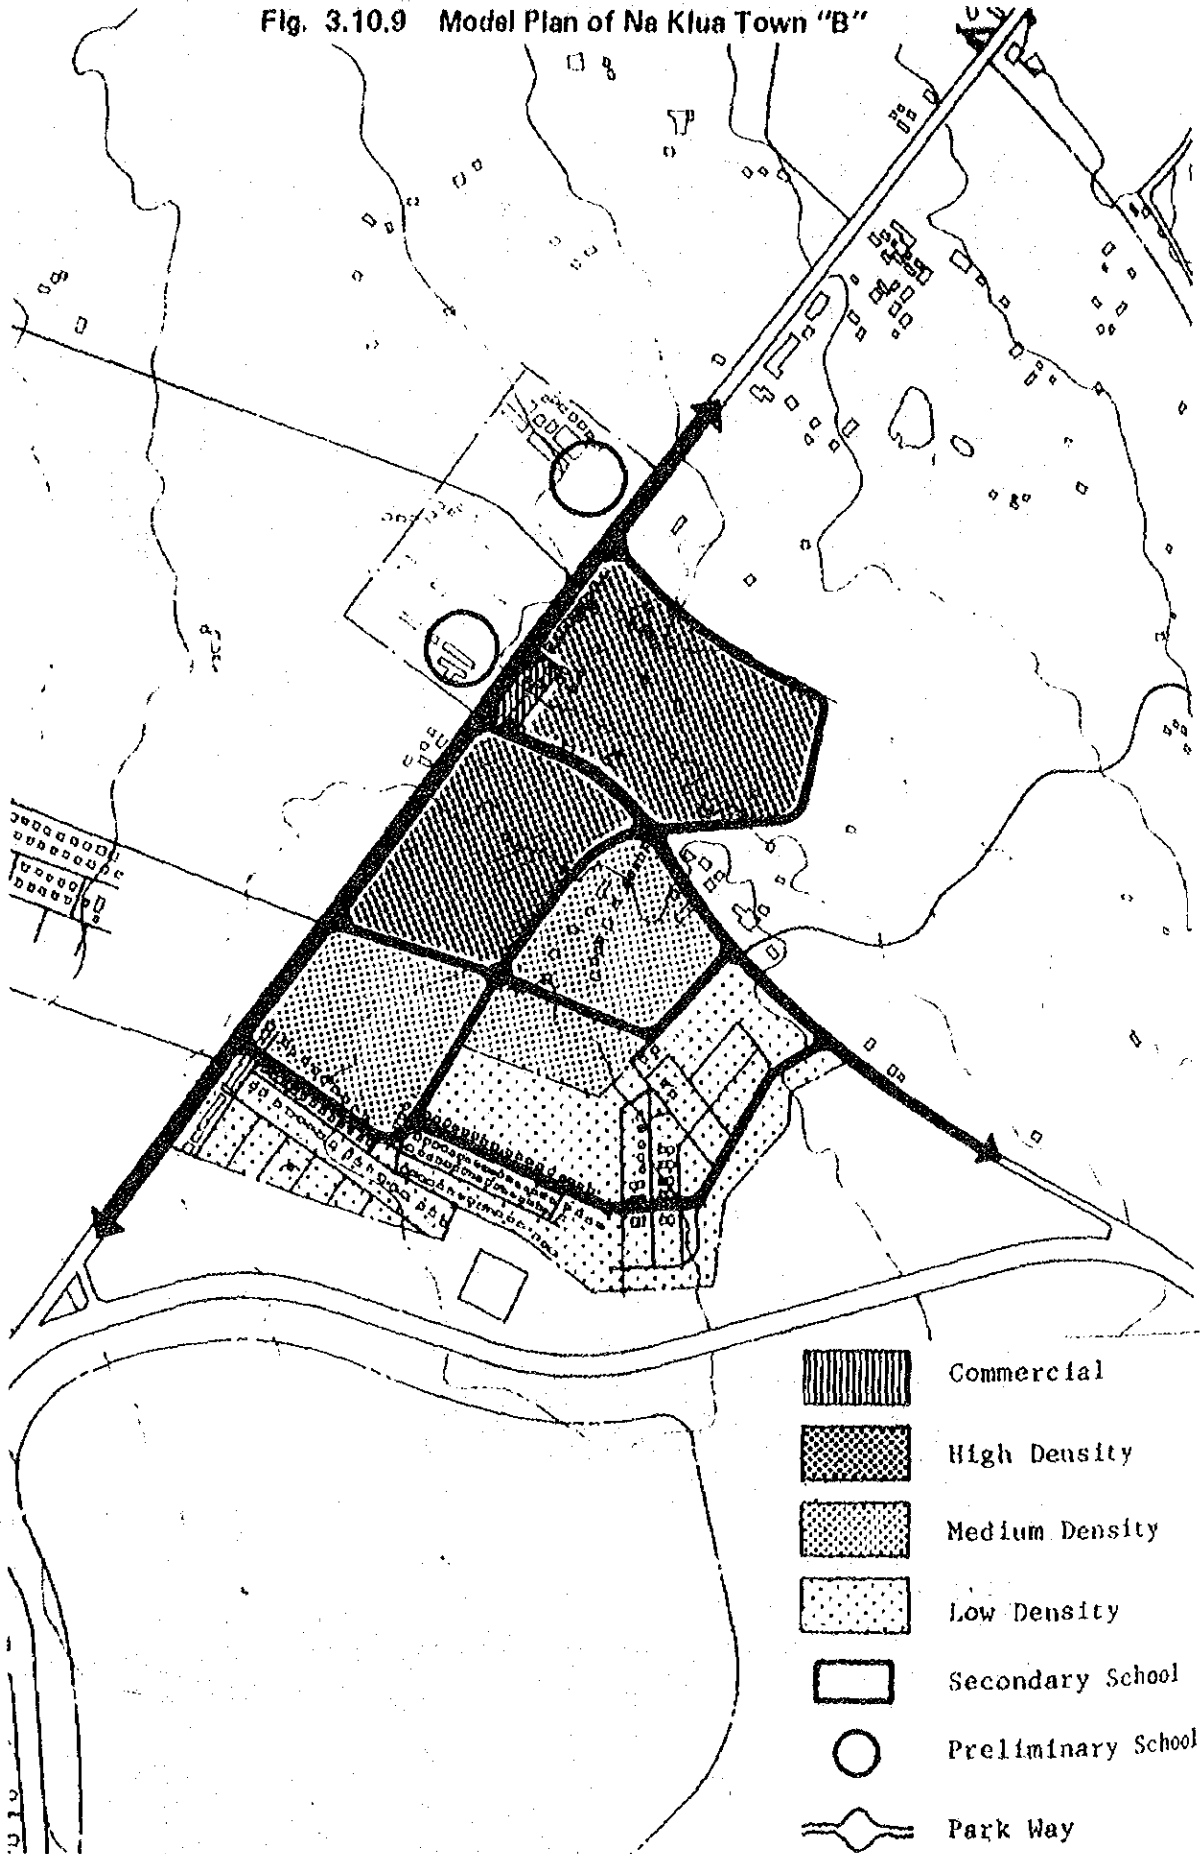 Fig. 3.10.9 Model Plan of Na Klua Town "B"
Commercial
High Density
Medium Density
Low Density
Secondary School
Preliminary School
Park Way